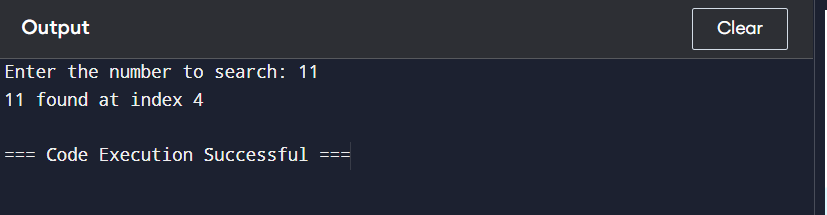 Output
Clear
Enter the number to search: 11
11 found at index 4
=== Code Execution Successful ===